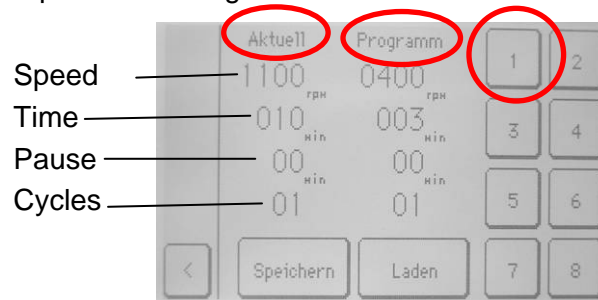 Aktuell Programm 1 2
Speed 1100 rpm 0400 rpm
Time 010 Min 003 Min 3 4
Pause 00 Min 00 Min
Cycles 01 01 5 6
< Speichern Laden 7 8